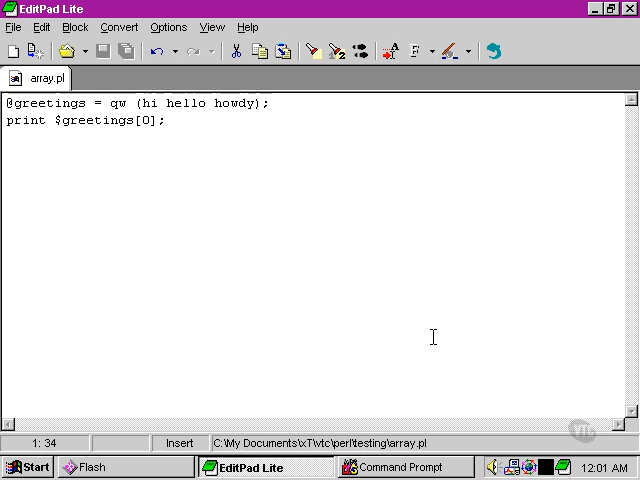 EditPad Lite
File Edit Block Convert Options View Help
array.pl
@greetings = qw (hi hello howdy);
print $greetings[0];
1: 34 Insert C:\My Documents\xT\vtc\perl\testing\array.pl
VTC
Start Flash EditPad Lite Command Prompt 12:01 AM